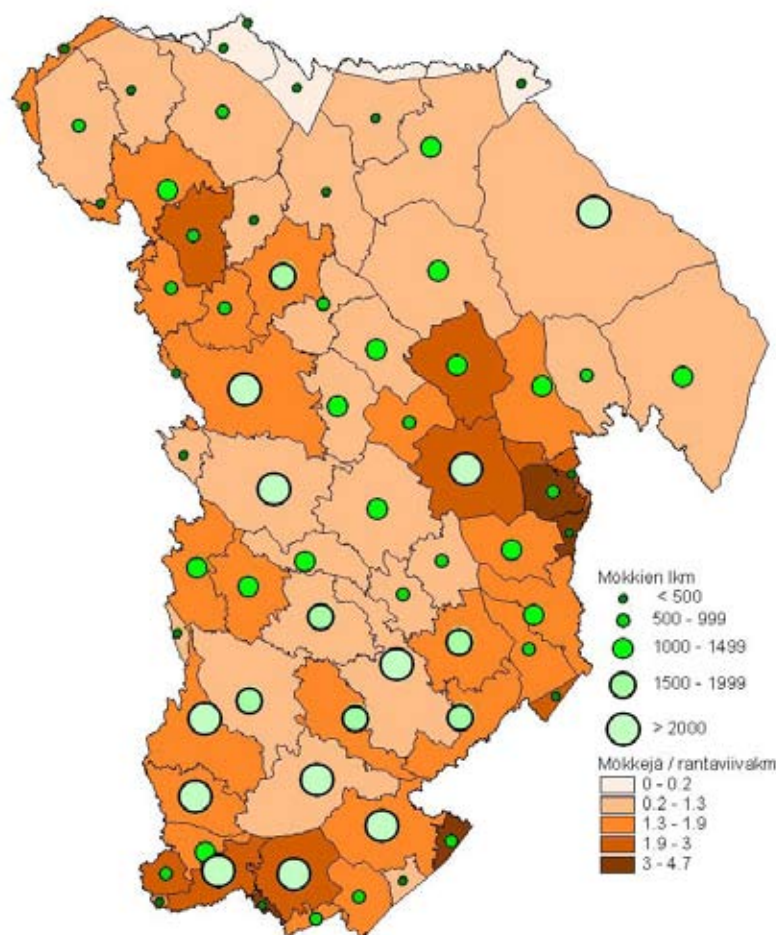 Mökkien lkm
< 500
500 - 999
1000 - 1499
1500 - 1999
> 2000
Mökkejä / rantaviivakm
0 - 0.2
0.2 - 1.3
1.3 - 1.9
1.9 - 3
3 - 4.7